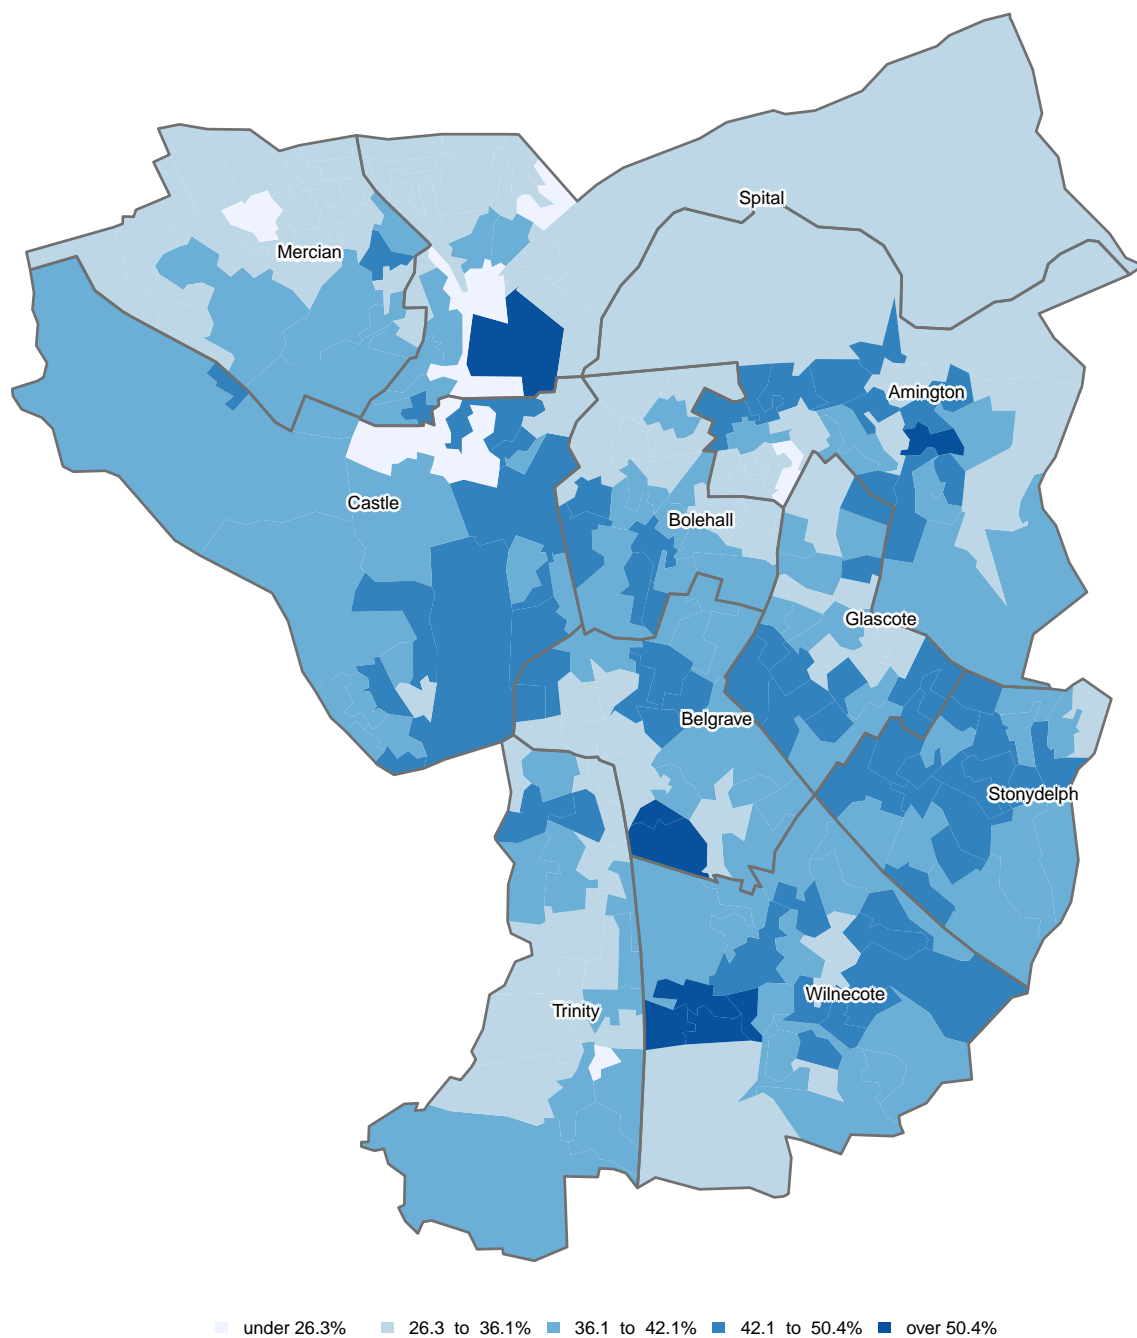 Spital
Mercian
Amington
Castle
Bolehall
Glascote
Belgrave
Stonydelph
Wilnecote
Trinity
under 26.3% 26.3 to 36.1% 36.1 to 42.1% 42.1 to 50.4% over 50.4%